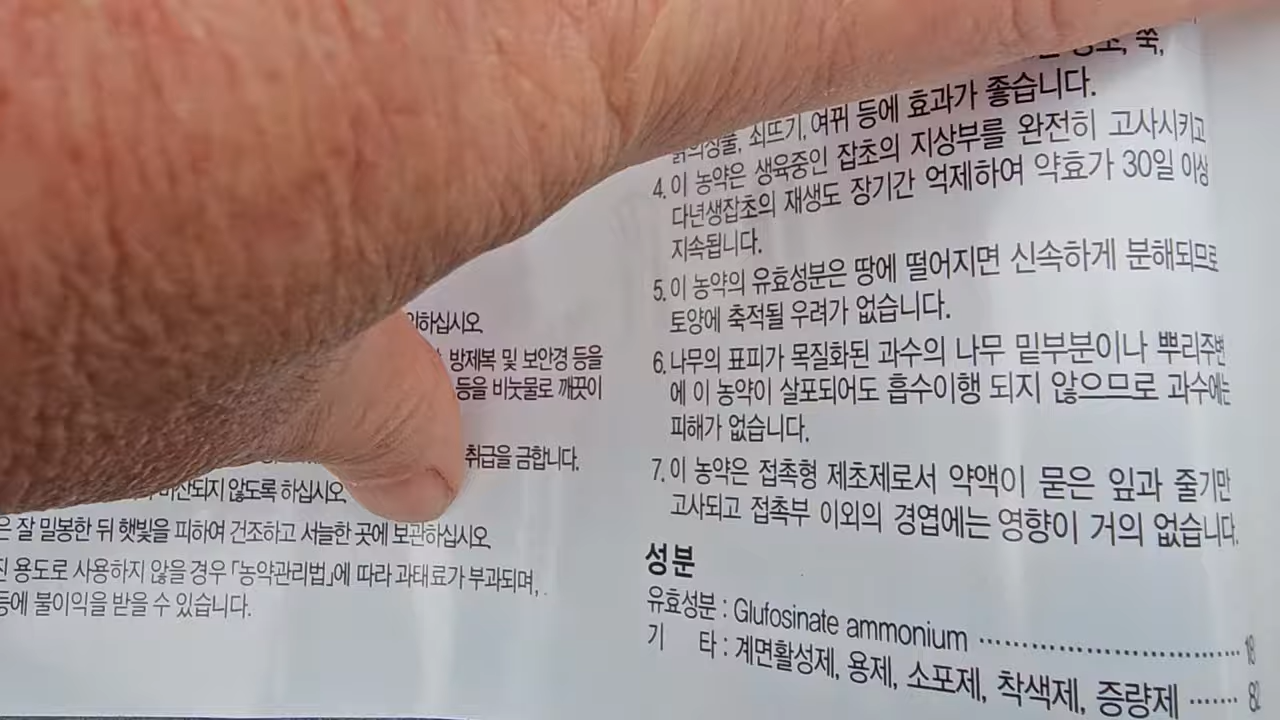 인하십시오
방제복 및 보안경 등을
등을 비눗물로 깨끗이
취급을 금합니다.
비산되지 않도록 하십시오.
은 잘 밀봉한 뒤 햇빛을 피하여 건조하고 서늘한 곳에 보관하십시오.
진 용도로 사용하지 않을 경우 「농약관리법」에 따라 과태료가 부과되며,
등에 불이익을 받을 수 있습니다.
쑥,
쇠뜨기, 여뀌 등에 효과가 좋습니다.
4. 이 농약은 생육중인 잡초의 지상부를 완전히 고사시키고
다년생잡초의 재생도 장기간 억제하여 약효가 30일 이상
지속됩니다.
5. 이 농약의 유효성분은 땅에 떨어지면 신속하게 분해되므로
토양에 축적될 우려가 없습니다.
6. 나무의 표피가 목질화된 과수의 나무 밑부분이나 뿌리주변
에 이 농약이 살포되어도 흡수이행 되지 않으므로 과수에는
피해가 없습니다.
7. 이 농약은 접촉형 제초제로서 약액이 묻은 잎과 줄기만
고사되고 접촉부 이외의 경엽에는 영향이 거의 없습니다.
성분
유효성분 : Glufosinate ammonium ······························ 18
기 타 : 계면활성제, 용제, 소포제, 착색제, 증량제 ······· 82